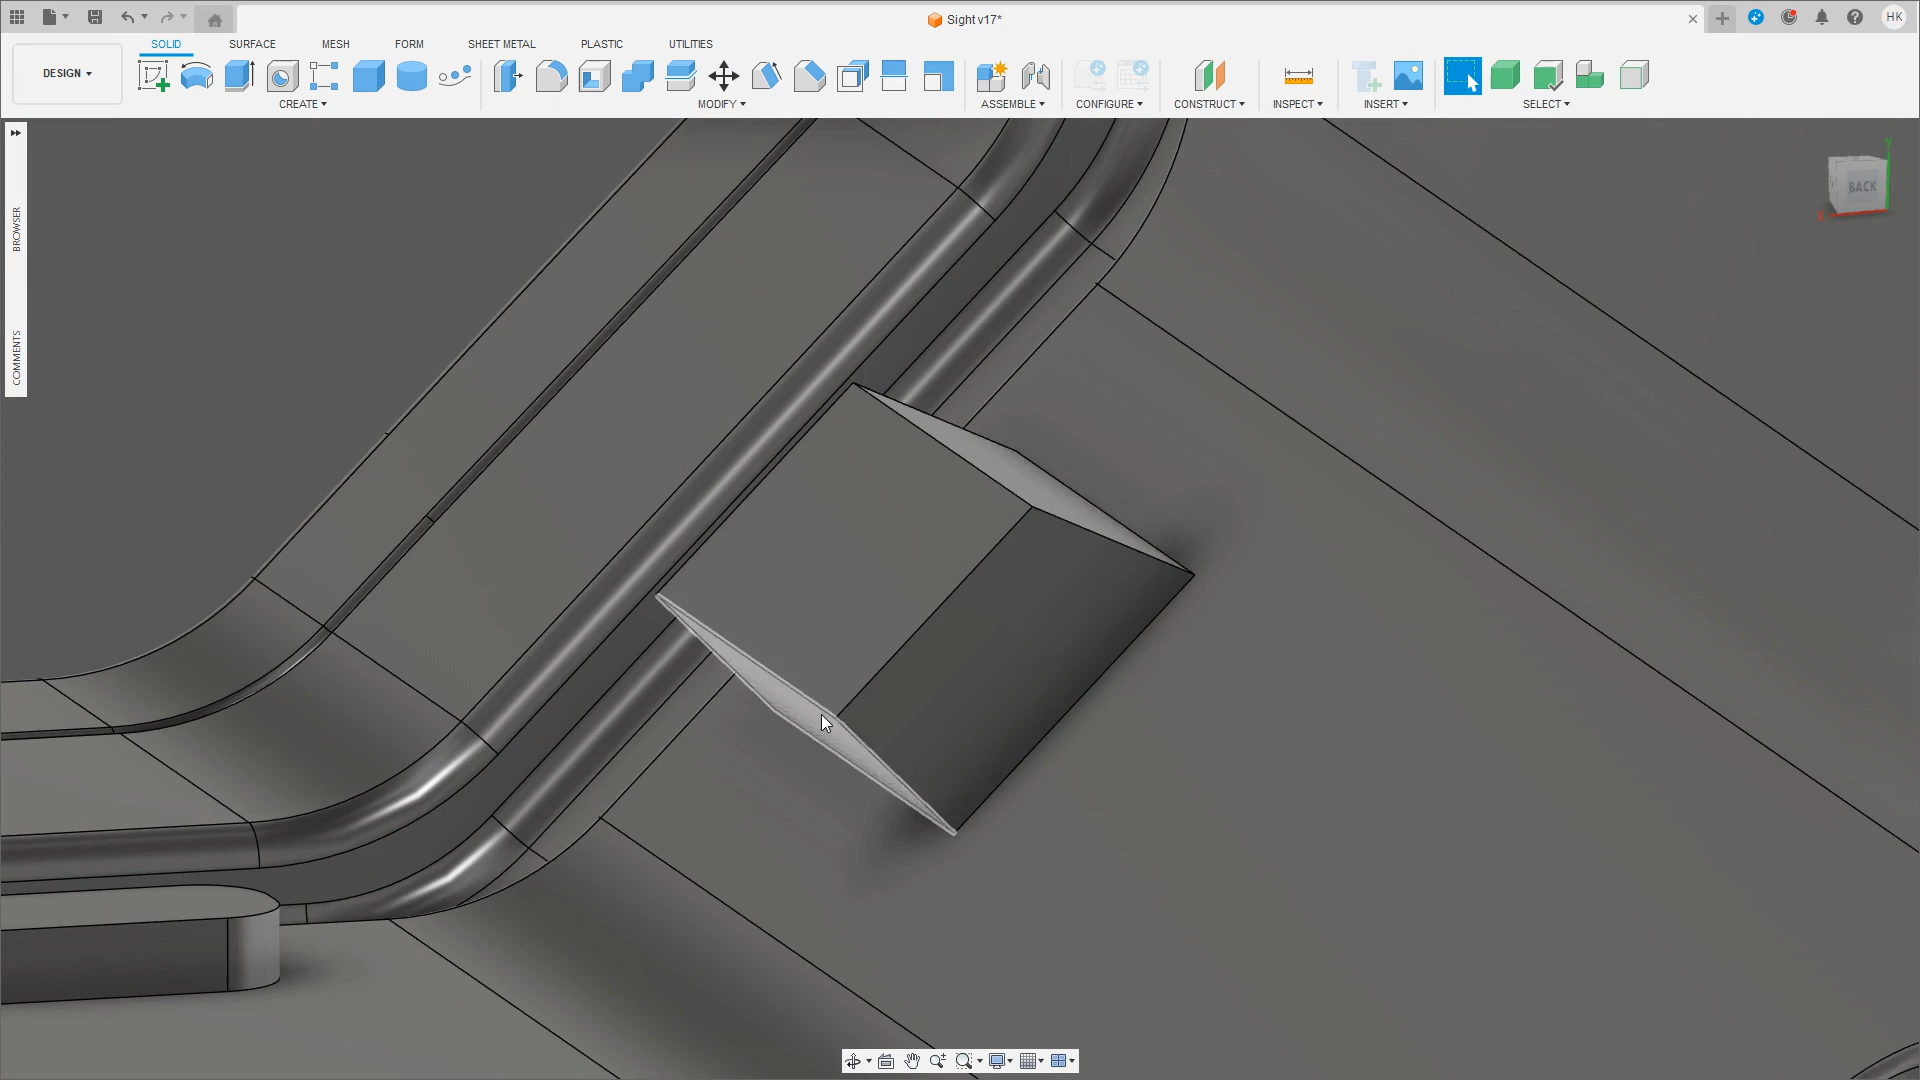 Sight v17*
HK
SOLID
SURFACE
MESH
FORM
SHEET METAL
PLASTIC
UTILITIES
DESIGN
CREATE
MODIFY
ASSEMBLE
CONFIGURE
CONSTRUCT
INSPECT
INSERT
SELECT
BROWSER
COMMENTS
Y
BACK
X